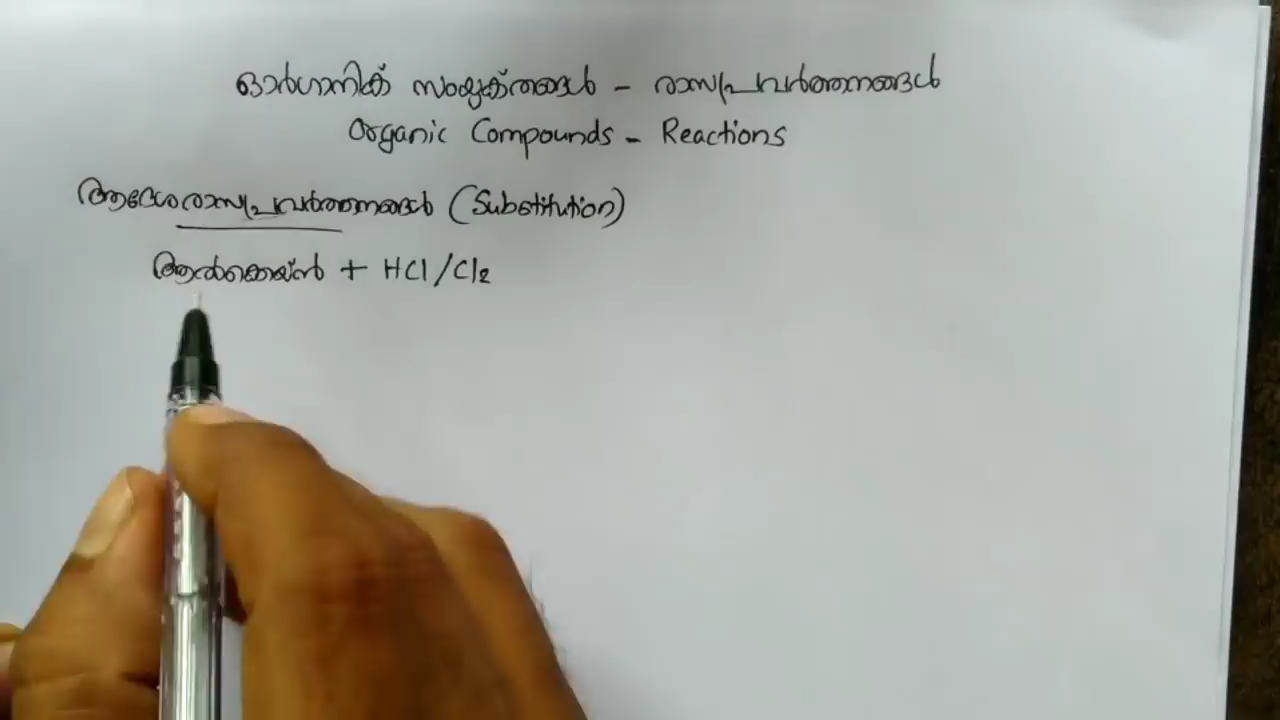 ഓർഗാനിക് സംയുക്തങ്ങൾ - രാസപ്രവർത്തനങ്ങൾ
Organic Compounds - Reactions
ആദേശരാസപ്രവർത്തനങ്ങൾ (Substitution)
ആൽക്കെയ്ൻ + HCl/Cl2